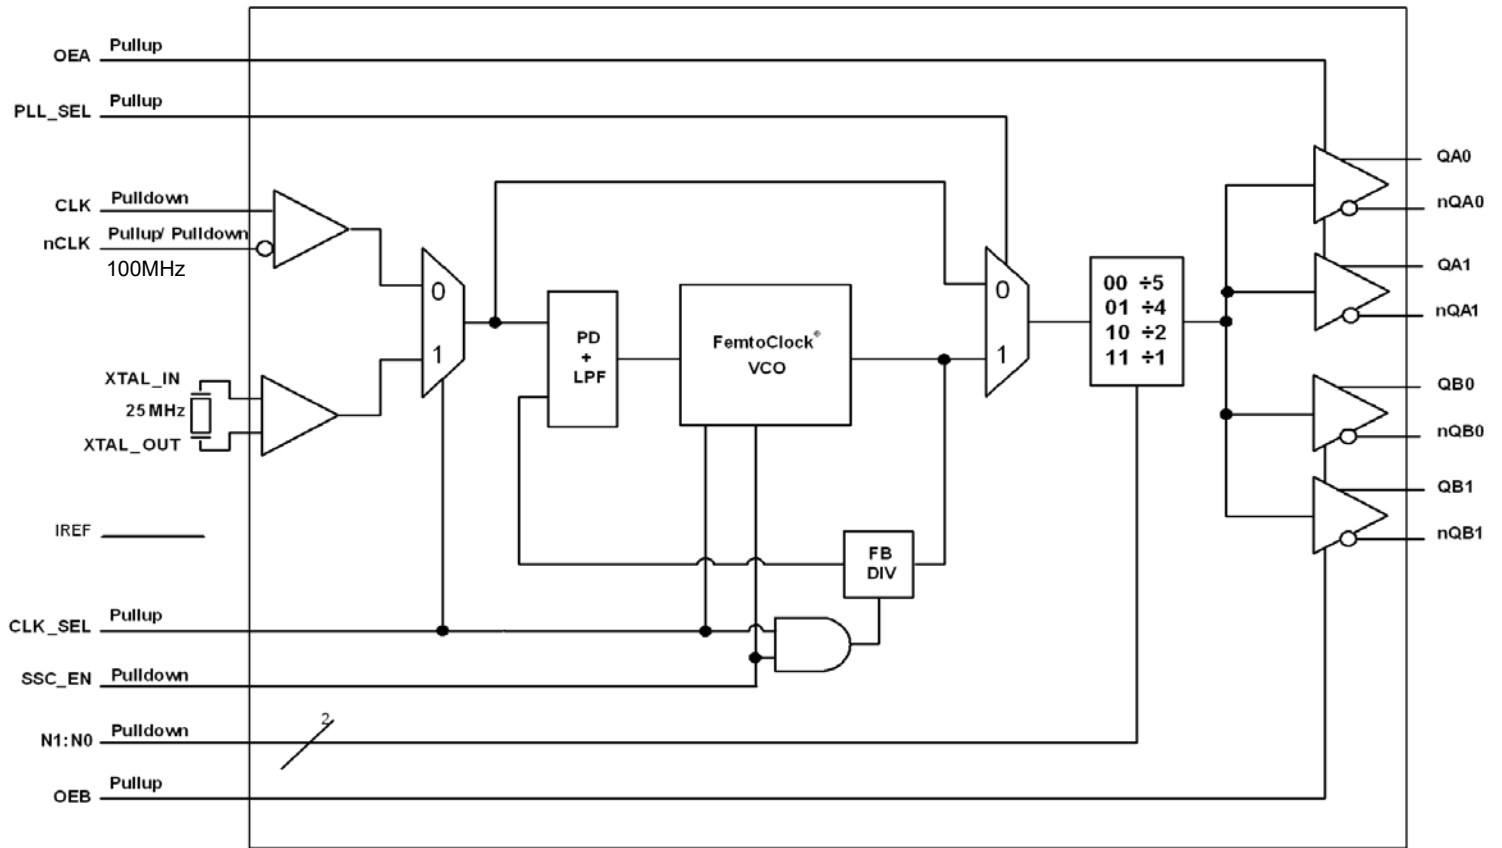 OEA Pullup
PLL_SEL Pullup
CLK Pulldown
nCLK Pullup/ Pulldown
100MHz
XTAL_IN
25 MHz
XTAL_OUT
IREF
CLK_SEL Pullup
SSC_EN Pulldown
N1:N0 Pulldown
2
OEB Pullup
0
1
PD
+
LPF
FemtoClock®
VCO
FB
DIV
0
1
00 ÷5
01 ÷4
10 ÷2
11 ÷1
QA0
nQA0
QA1
nQA1
QB0
nQB0
QB1
nQB1